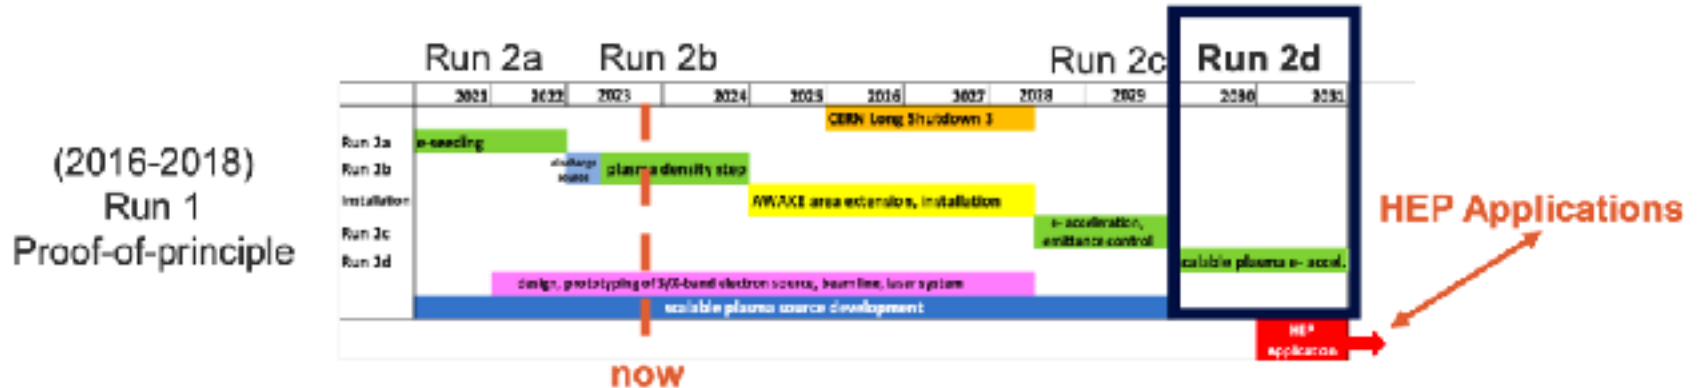 Run 2a Run 2b Run 2c Run 2d
2021 2022 2023 2024 2025 2026 2027 2028 2029 2030 2031
CERN Long Shutdown 3
Run 2a e-seeding
(2016-2018)
Run 1
Proof-of-principle
discharge
source
Run 2b plasma density step
Installation AWAKE area extension, installation
HEP Applications
e- acceleration,
emittance control
Run 2c
Run 2d calable plasma e- accel.
design, prototyping of S/X-band electron source, beam line, laser system
scalable plasma source development
HEP
Application
now